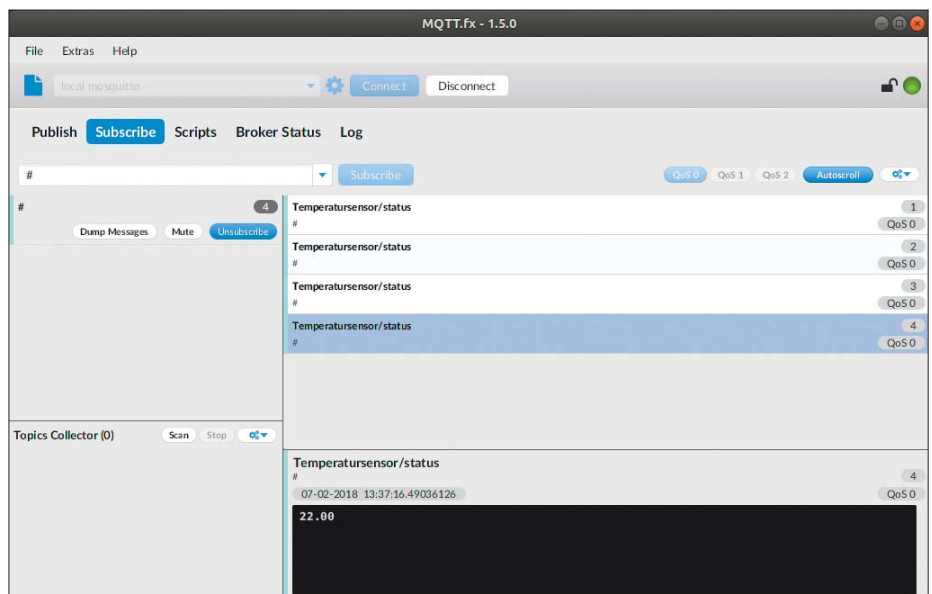 MQTT.fx - 1.5.0
File Extras Help
local mosquitto Connect Disconnect
Publish Subscribe Scripts Broker Status Log
# Subscribe QoS 0 QoS 1 QoS 2 Autoscroll
# 4
Dump Messages Mute Unsubscribe
Temperatursensor/status 1
# QoS 0
Temperatursensor/status 2
# QoS 0
Temperatursensor/status 3
# QoS 0
Temperatursensor/status 4
# QoS 0
Topics Collector (0) Scan Stop
Temperatursensor/status
# 4
07-02-2018 13:37:16.49036126 QoS 0
22.00